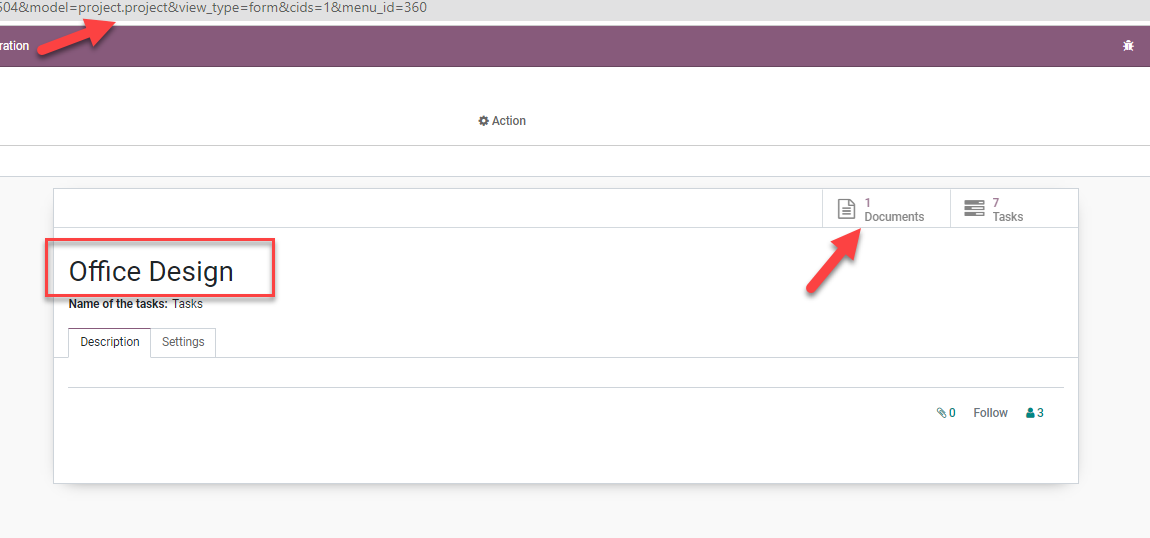 504&model=project.project&view_type=form&cids=1&menu_id=360
ration
Action
1
Documents
7
Tasks
Office Design
Name of the tasks: Tasks
Description Settings
0 Follow 3